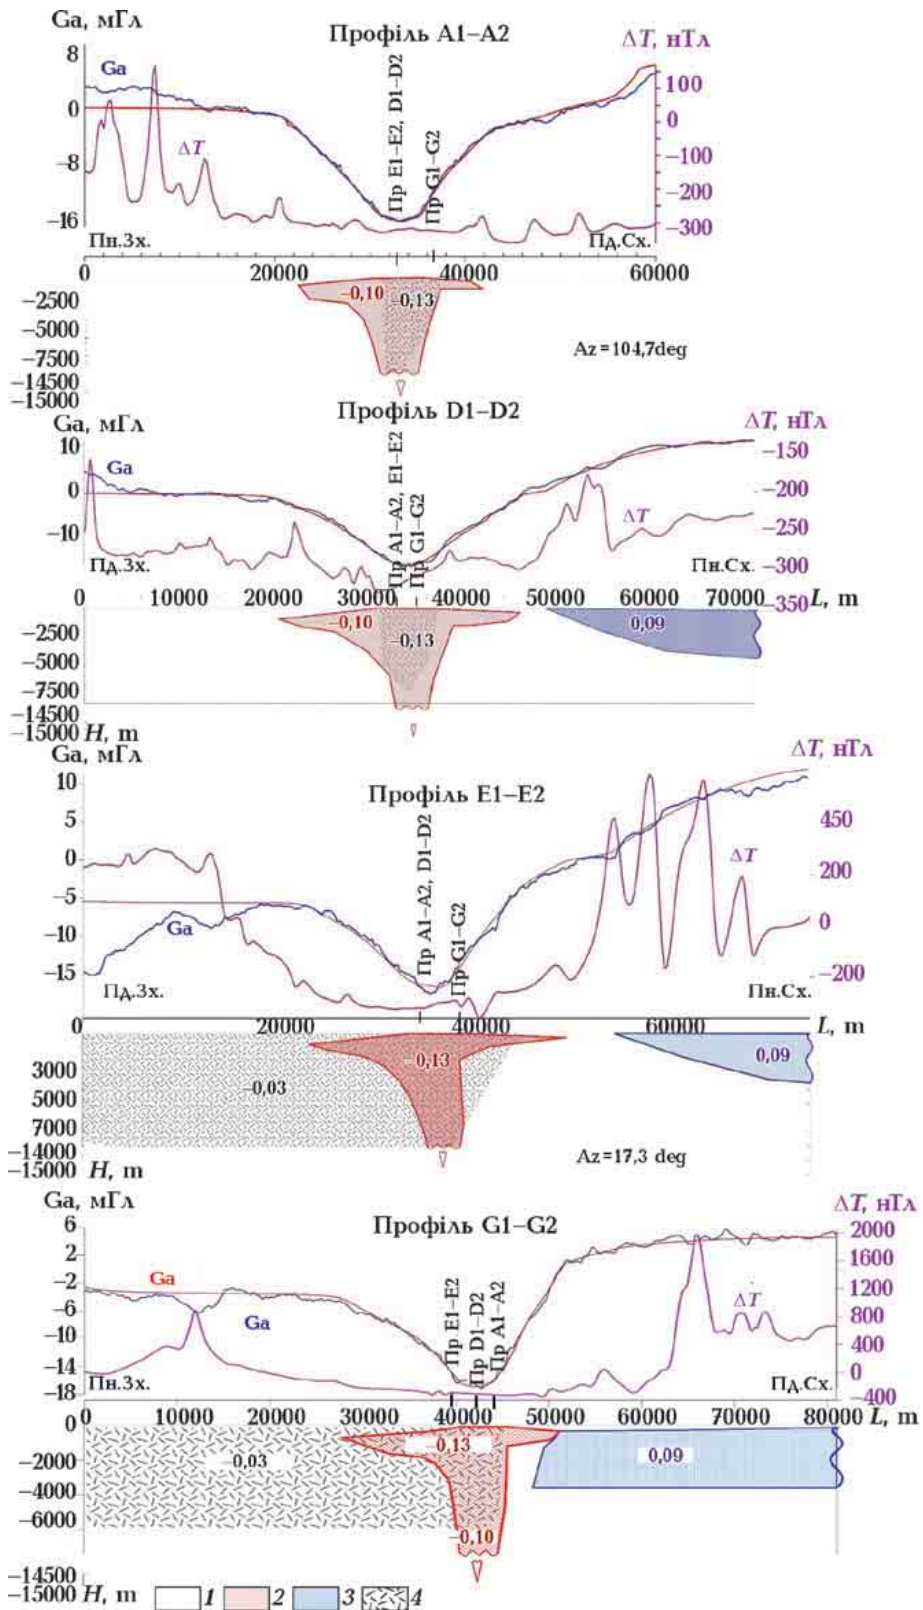 Ga, мГл
Профіль A1–A2
ΔT, нТл
8
0
–8
–16
Ga
ΔT
Пр E1–E2, D1–D2
Пр G1–G2
100
0
–100
–200
–300
Пн.Зх.
Пд.Сх.
0 20000 40000 60000
–2500
–5000
–7500
–14500
–15000
–0,10
–0,13
Az=104,7deg
Ga, мГл
Профіль D1–D2
ΔT, нТл
10
0
–10
Ga
ΔT
Пр A1–A2, E1–E2
Пр G1–G2
–150
–200
–250
–300
–350
Пд.Зх.
Пн.Сх.
0 10000 20000 30000 40000 50000 60000 70000 L, m
–2500
–5000
–7500
–14500
–15000 H, m
–0,10
–0,13
0,09
Ga, мГл
Профіль E1–E2
ΔT, нТл
10
5
0
–5
–10
–15
Ga
ΔT
Пр A1–A2, D1–D2
Пр G1–G2
450
200
0
–200
Пд.Зх.
Пн.Сх.
0 20000 40000 60000 L, m
3000
5000
7000
–14000
–15000 H, m
–0,03
–0,13
0,09
Az=17,3 deg
Ga, мГл
Профіль G1–G2
ΔT, нТл
6
2
–2
–6
–10
–14
–18
Ga
Ga
ΔT
Пр E1–E2
Пр D1–D2
Пр A1–A2
2000
1600
1200
800
400
0
–400
Пн.Зх.
Пд.Сх.
0 10000 20000 30000 40000 50000 60000 70000 80000 L, m
0
–2000
–4000
–6000
–14500
–15000 H, m
–0,03
–0,13
–0,10
0,09
1 2 3 4